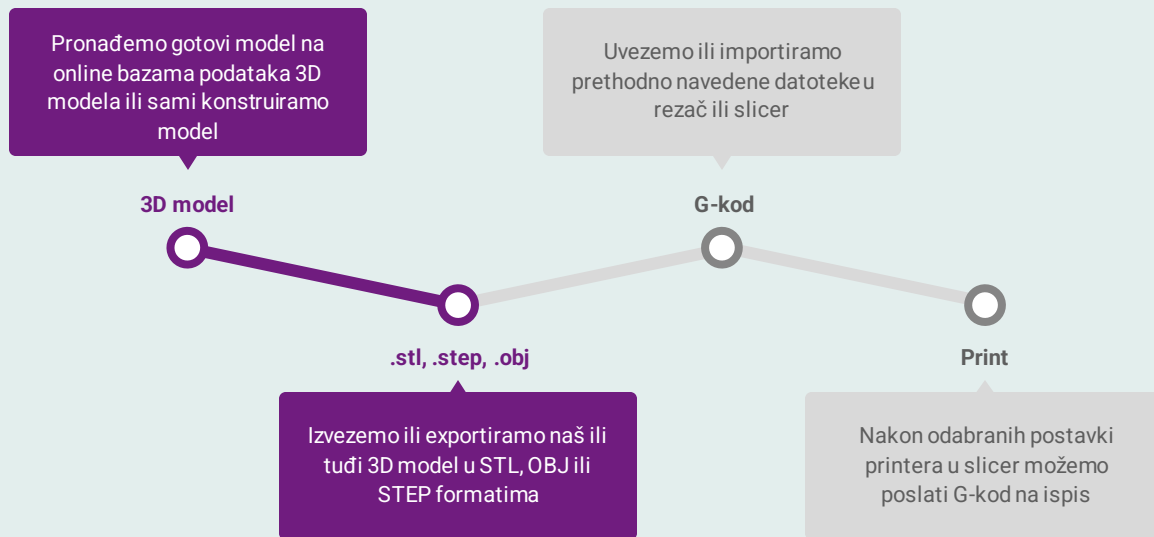 Pronađemo gotovi model na
online bazama podataka 3D
modela ili sami konstruiramo
model
3D model
.stl, .step, .obj
Izvezemo ili exportiramo naš ili
tuđi 3D model u STL, OBJ ili
STEP formatima
Uvezemo ili importiramo
prethodno navedene datoteke u
rezač ili slicer
G-kod
Print
Nakon odabranih postavki
printera u slicer možemo
poslati G-kod na ispis